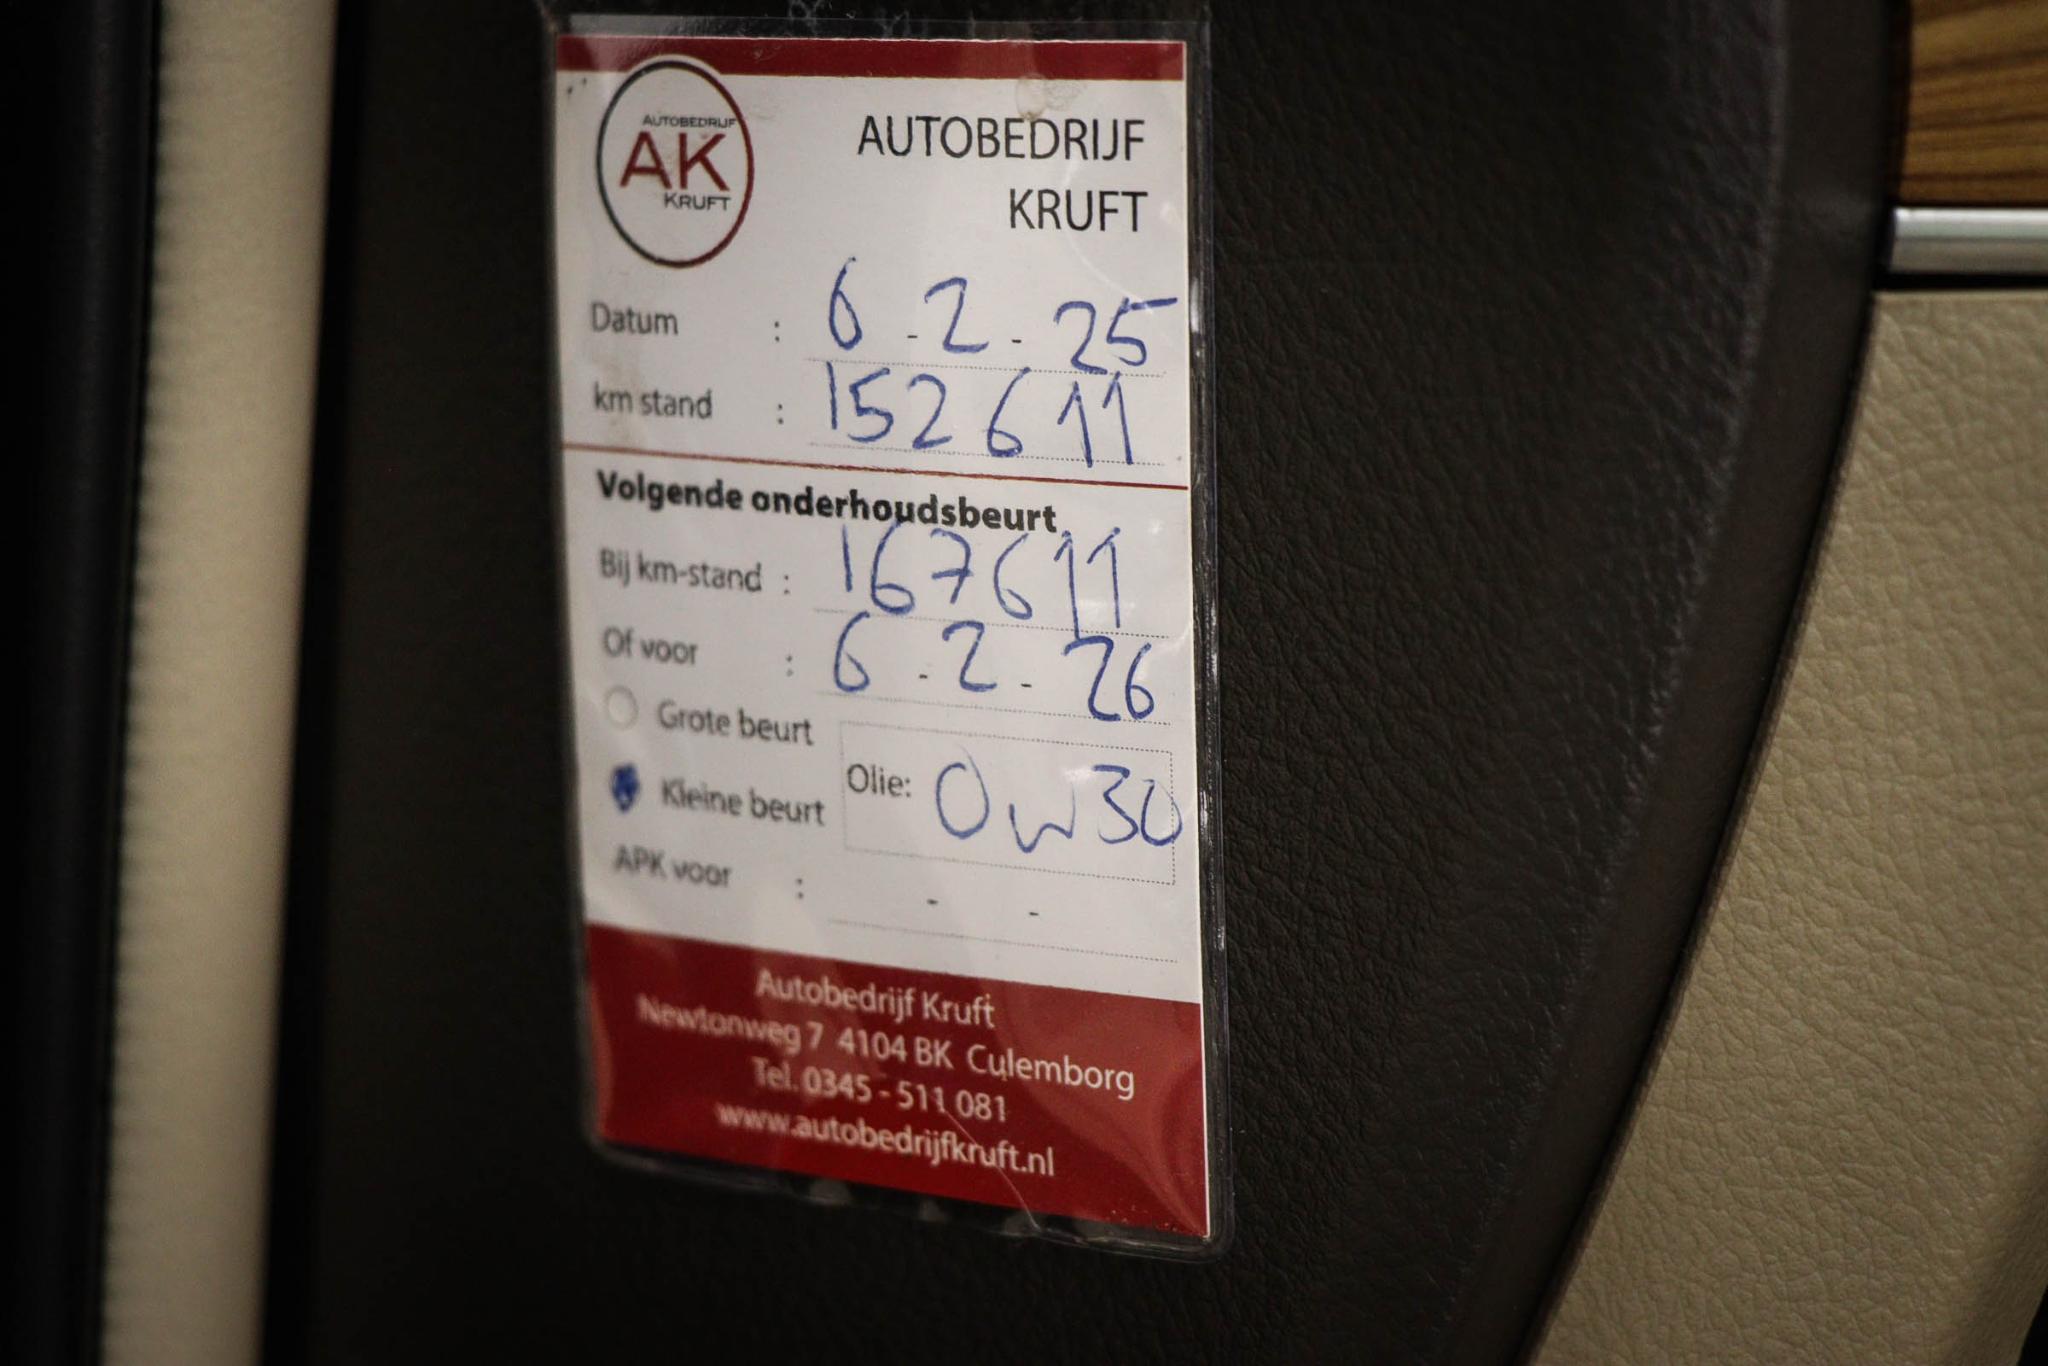 AUTOBEDRIJF
AK
KRUFT
AUTOBEDRIJF
KRUFT
Datum : 6 - 2 - 25
km stand : 152611
Volgende onderhoudsbeurt
Bij km-stand : 167611
Of voor : 6 - 2 - 26
Grote beurt
Kleine beurt
Olie: 0w30
APK voor : - -
Autobedrijf Kruft
Newtonweg 7 4104 BK Culemborg
Tel. 0345 - 511 081
www.autobedrijfkruft.nl